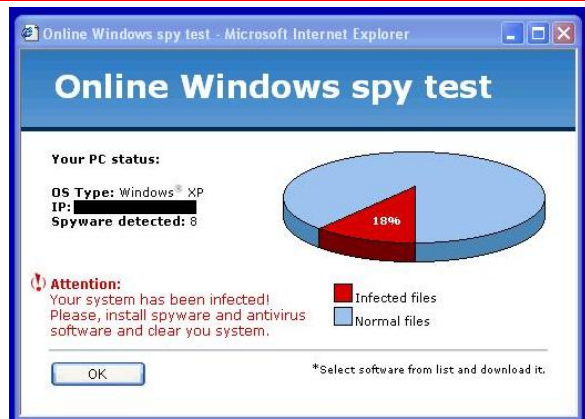 Online Windows spy test - Microsoft Internet Explorer
Online Windows spy test
Your PC status:
OS Type: Windows® XP
IP:
Spyware detected: 8
18%
Attention:
Your system has been infected!
Please, install spyware and antivirus
software and clear you system.
Infected files
Normal files
OK
*Select software from list and download it.